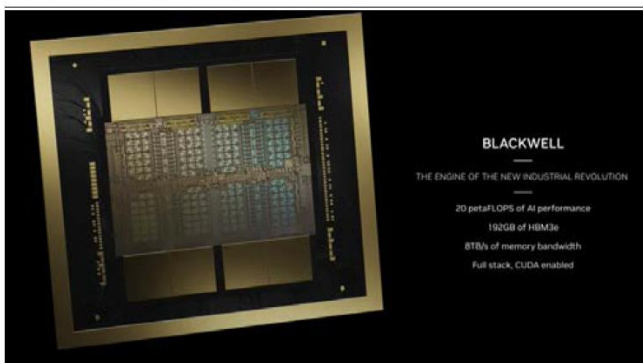 BLACKWELL
THE ENGINE OF THE NEW INDUSTRIAL REVOLUTION
20 petaFLOPS of AI performance
192GB of HBM3e
8TB/s of memory bandwidth
Full stack, CUDA enabled